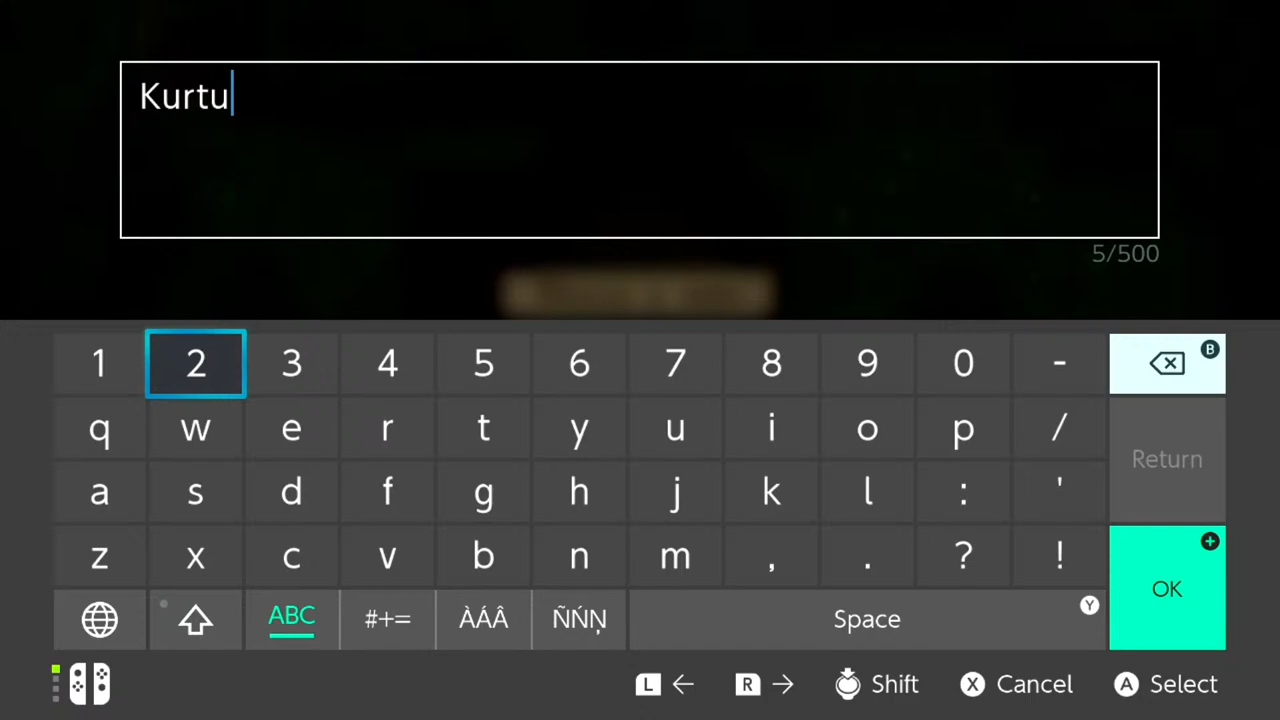 Kurtu
5/500
1 2 3 4 5 6 7 8 9 0 - B
q w e r t y u i o p / Return
a s d f g h j k l : '
z x c v b n m , . ? ! + OK
ABC #+= ÀÁÂ ÑŃŅ Space Y
L ← R → Shift X Cancel A Select